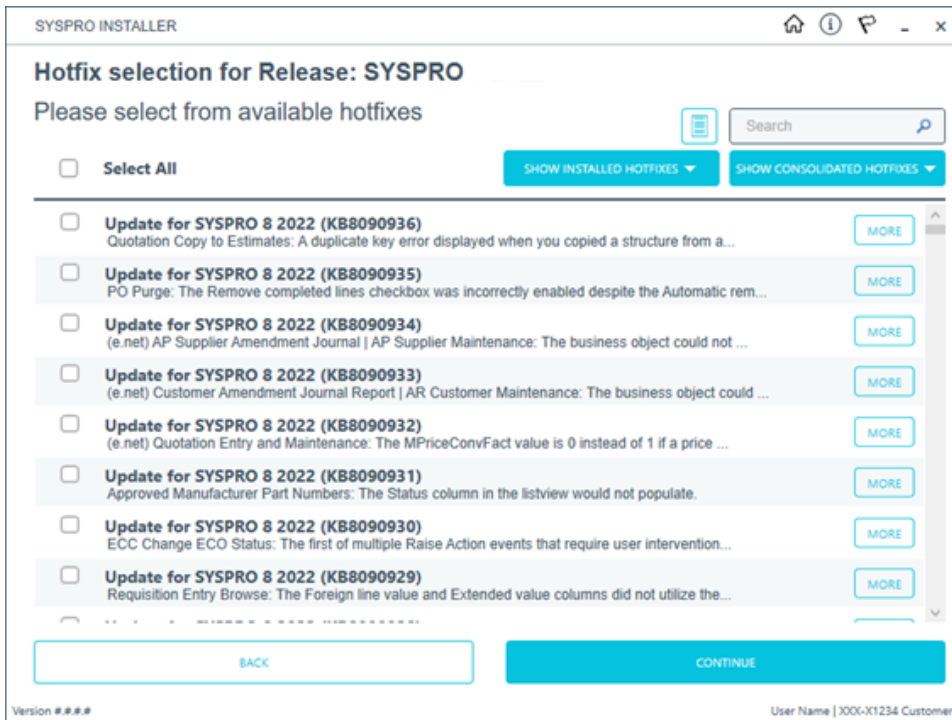 SYSPRO INSTALLER
Hotfix selection for Release: SYSPRO
Please select from available hotfixes
Search
Select All
SHOW INSTALLED HOTFIXES
SHOW CONSOLIDATED HOTFIXES
Update for SYSPRO 8 2022 (KB8090936)
Quotation Copy to Estimates: A duplicate key error displayed when you copied a structure from a...
MORE
Update for SYSPRO 8 2022 (KB8090935)
PO Purge: The Remove completed lines checkbox was incorrectly enabled despite the Automatic rem...
MORE
Update for SYSPRO 8 2022 (KB8090934)
(e.net) AP Supplier Amendment Journal | AP Supplier Maintenance: The business object could not ...
MORE
Update for SYSPRO 8 2022 (KB8090933)
(e.net) Customer Amendment Journal Report | AR Customer Maintenance: The business object could ...
MORE
Update for SYSPRO 8 2022 (KB8090932)
(e.net) Quotation Entry and Maintenance: The MPriceConvFact value is 0 instead of 1 if a price ...
MORE
Update for SYSPRO 8 2022 (KB8090931)
Approved Manufacturer Part Numbers: The Status column in the listview would not populate.
MORE
Update for SYSPRO 8 2022 (KB8090930)
ECC Change ECO Status: The first of multiple Raise Action events that require user intervention...
MORE
Update for SYSPRO 8 2022 (KB8090929)
Requisition Entry Browse: The Foreign line value and Extended value columns did not utilize the...
MORE
BACK
CONTINUE
Version #.#.#.#
User Name | XXX-X1234 Customer